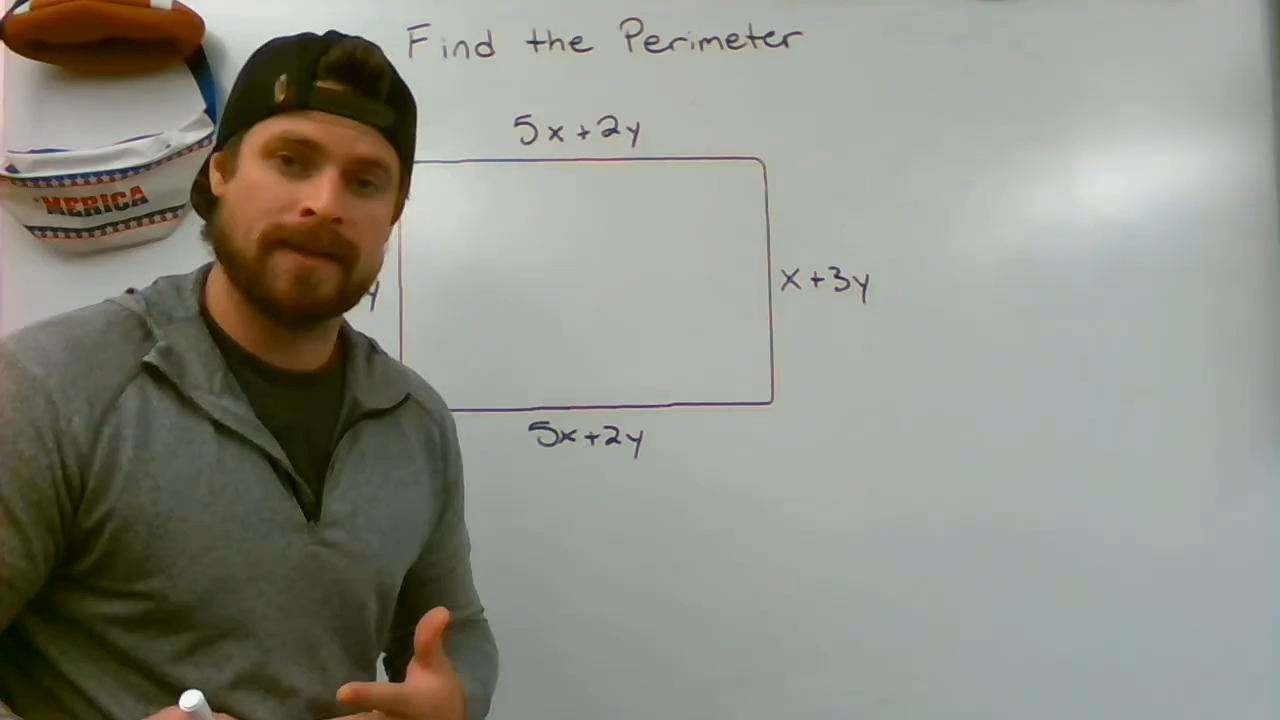 Find the Perimeter
5x+2y
'MERICA
x+3y
y
5x+2y